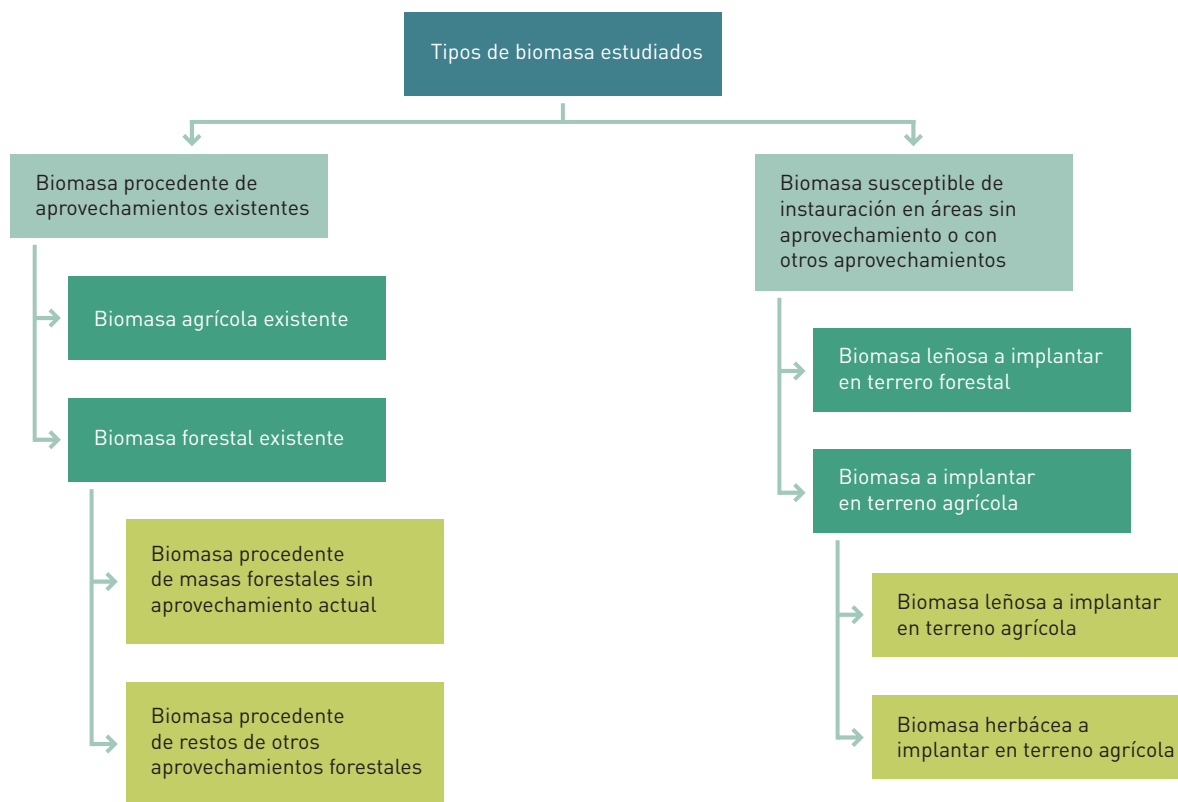 Tipos de biomasa estudiados
Biomasa procedente de
aprovechamientos existentes
Biomasa agrícola existente
Biomasa forestal existente
Biomasa procedente
de masas forestales sin
aprovechamiento actual
Biomasa procedente
de restos de otros
aprovechamientos forestales
Biomasa susceptible de
instauración en áreas sin
aprovechamiento o con
otros aprovechamientos
Biomasa leñosa a implantar
en terrero forestal
Biomasa a implantar
en terreno agrícola
Biomasa leñosa a implantar
en terreno agrícola
Biomasa herbácea a
implantar en terreno agrícola